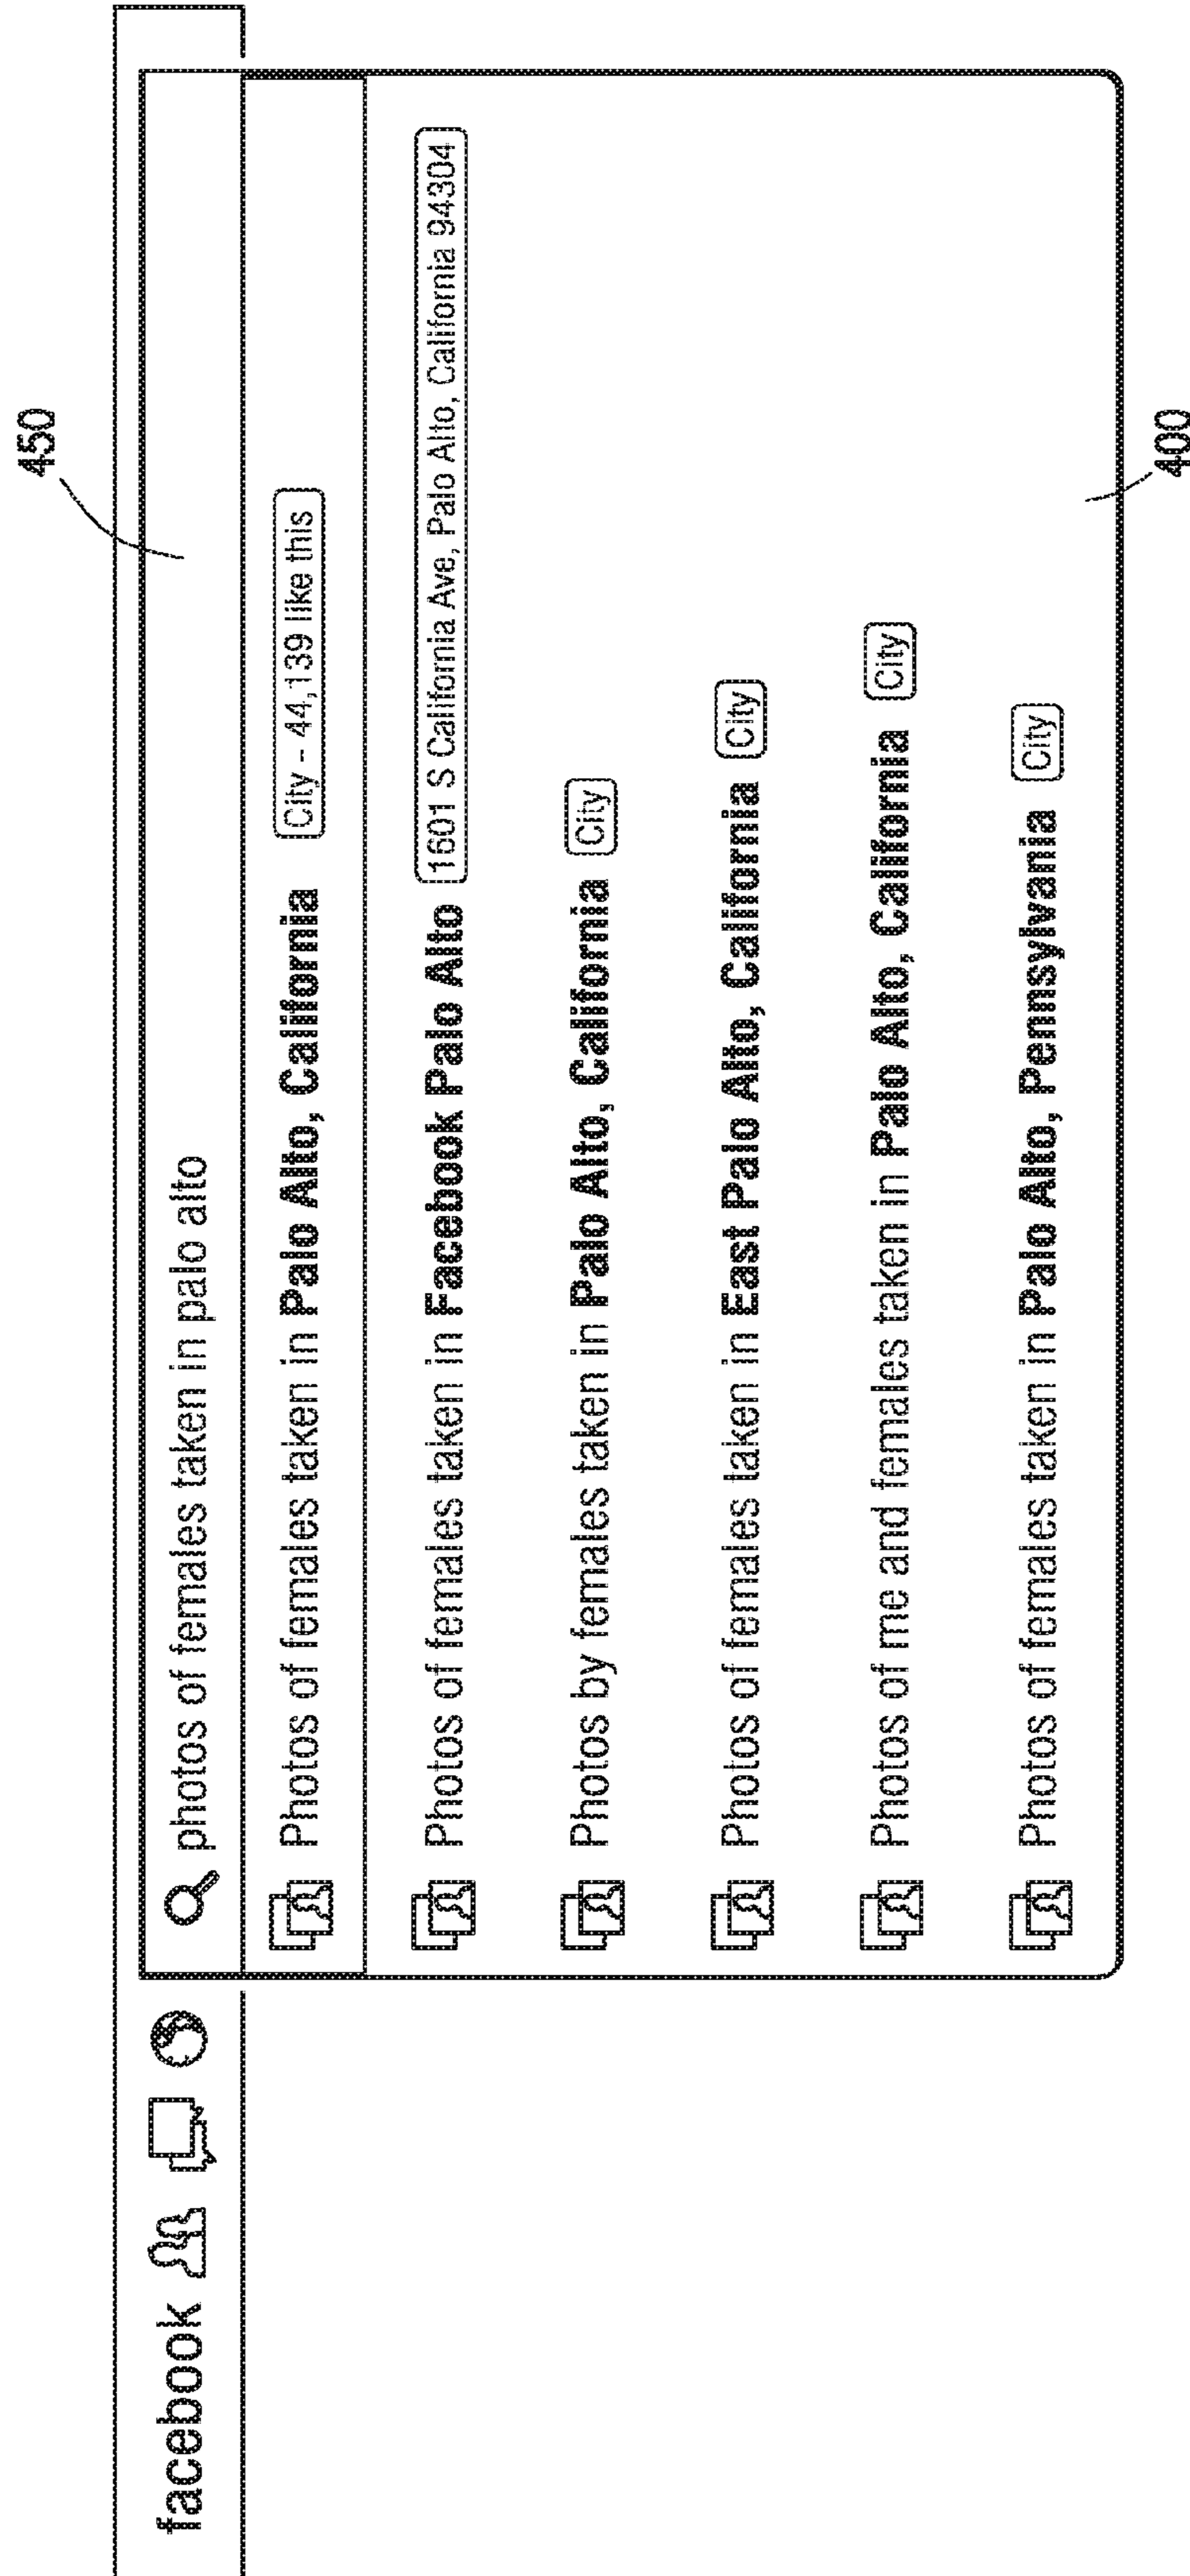 450
facebook photos of females taken in palo alto
Photos of females taken in Palo Alto, California City - 44,139 like this
Photos of females taken in Facebook Palo Alto 1601 S California Ave, Palo Alto, California 94304
Photos by females taken in Palo Alto, California City
Photos of females taken in East Palo Alto, California City
Photos of me and females taken in Palo Alto, California City
Photos of females taken in Palo Alto, Pennsylvania City
400